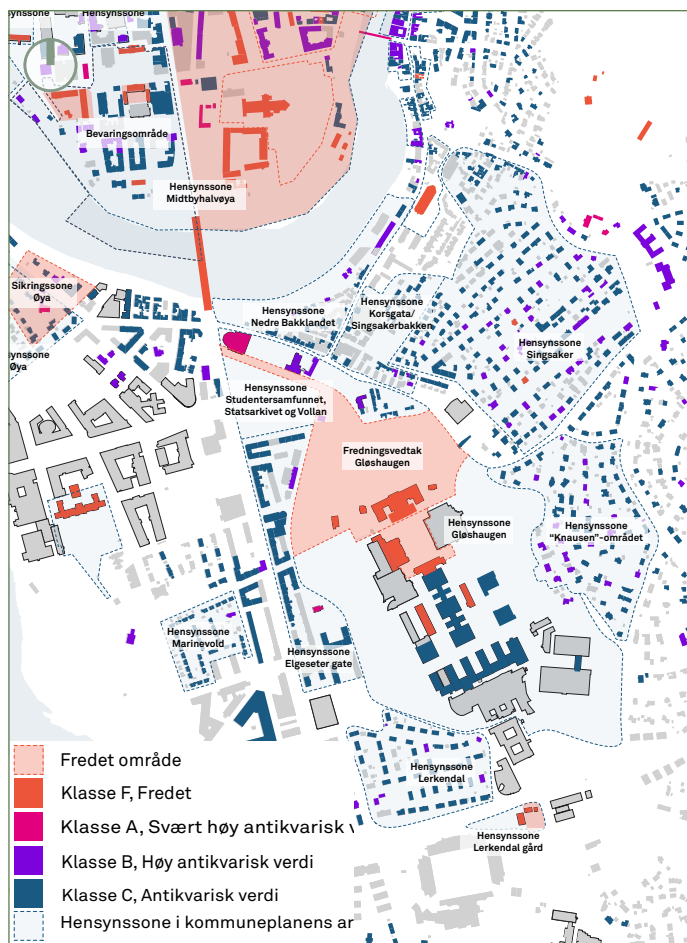 Hensynssone
Hensynssone
Bevaringsområde
Hensynssone
Midtbyhalvøya
Sikringssone
Øya
Hensynssone
Nedre Bakklandet
Hensynssone
Korsgata/
Singsakerbakken
Hensynssone
Singsaker
ynssone
Øya
Hensynssone
Studentersamfunnet,
Statsarkivet og Vollan
Fredningsvedtak
Gløshaugen
Hensynssone
Gløshaugen
Hensynssone
"Knausen"-området
Hensynssone
Marinevold
Hensynssone
Elgeseter gate
Hensynssone
Lerkendal
Hensynssone
Lerkendal gård
Fredet område
Klasse F, Fredet
Klasse A, Svært høy antikvarisk
Klasse B, Høy antikvarisk verdi
Klasse C, Antikvarisk verdi
Hensynssone i kommuneplanens ar